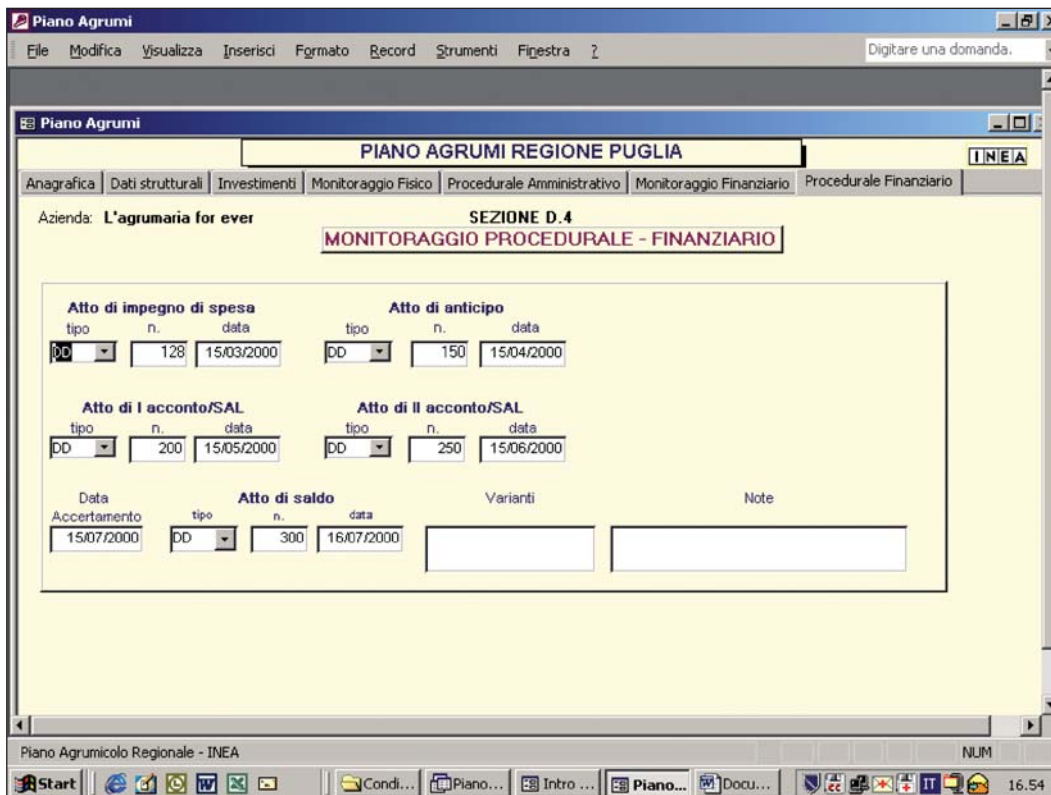 Piano Agrumi
File Modifica Visualizza Inserisci Formato Record Strumenti Finestra ? Digitare una domanda.
Piano Agrumi
PIANO AGRUMI REGIONE PUGLIA
INEA
Anagrafica Dati strutturali Investimenti Monitoraggio Fisico Procedurale Amministrativo Monitoraggio Finanziario Procedurale Finanziario
Azienda: L'agrumaria for ever SEZIONE D.4
MONITORAGGIO PROCEDURALE - FINANZIARIO
Atto di impegno di spesa Atto di anticipo
tipo n. data tipo n. data
DD 128 15/03/2000 DD 150 15/04/2000
Atto di I acconto/SAL Atto di II acconto/SAL
tipo n. data tipo n. data
DD 200 15/05/2000 DD 250 15/06/2000
Data Atto di saldo Varianti Note
Accertamento tipo n. data
15/07/2000 DD 300 16/07/2000
Piano Agrumicolo Regionale - INEA NUM
Start Condi... Piano... Intro ... Piano... Docu... 16.54